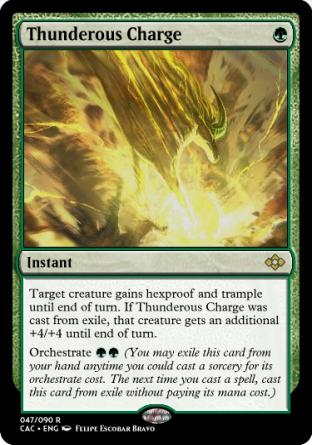 Thunderous Charge
Instant
Target creature gains hexproof and trample
until end of turn. If Thunderous Charge was
cast from exile, that creature gets an additional
+4/+4 until end of turn.
Orchestrate (You may exile this card from
your hand anytime you could cast a sorcery for its
orchestrate cost. The next time you cast a spell, cast
this card from exile without paying its mana cost.)
047/090 R
CAC • ENG Felipe Escobar Bravo